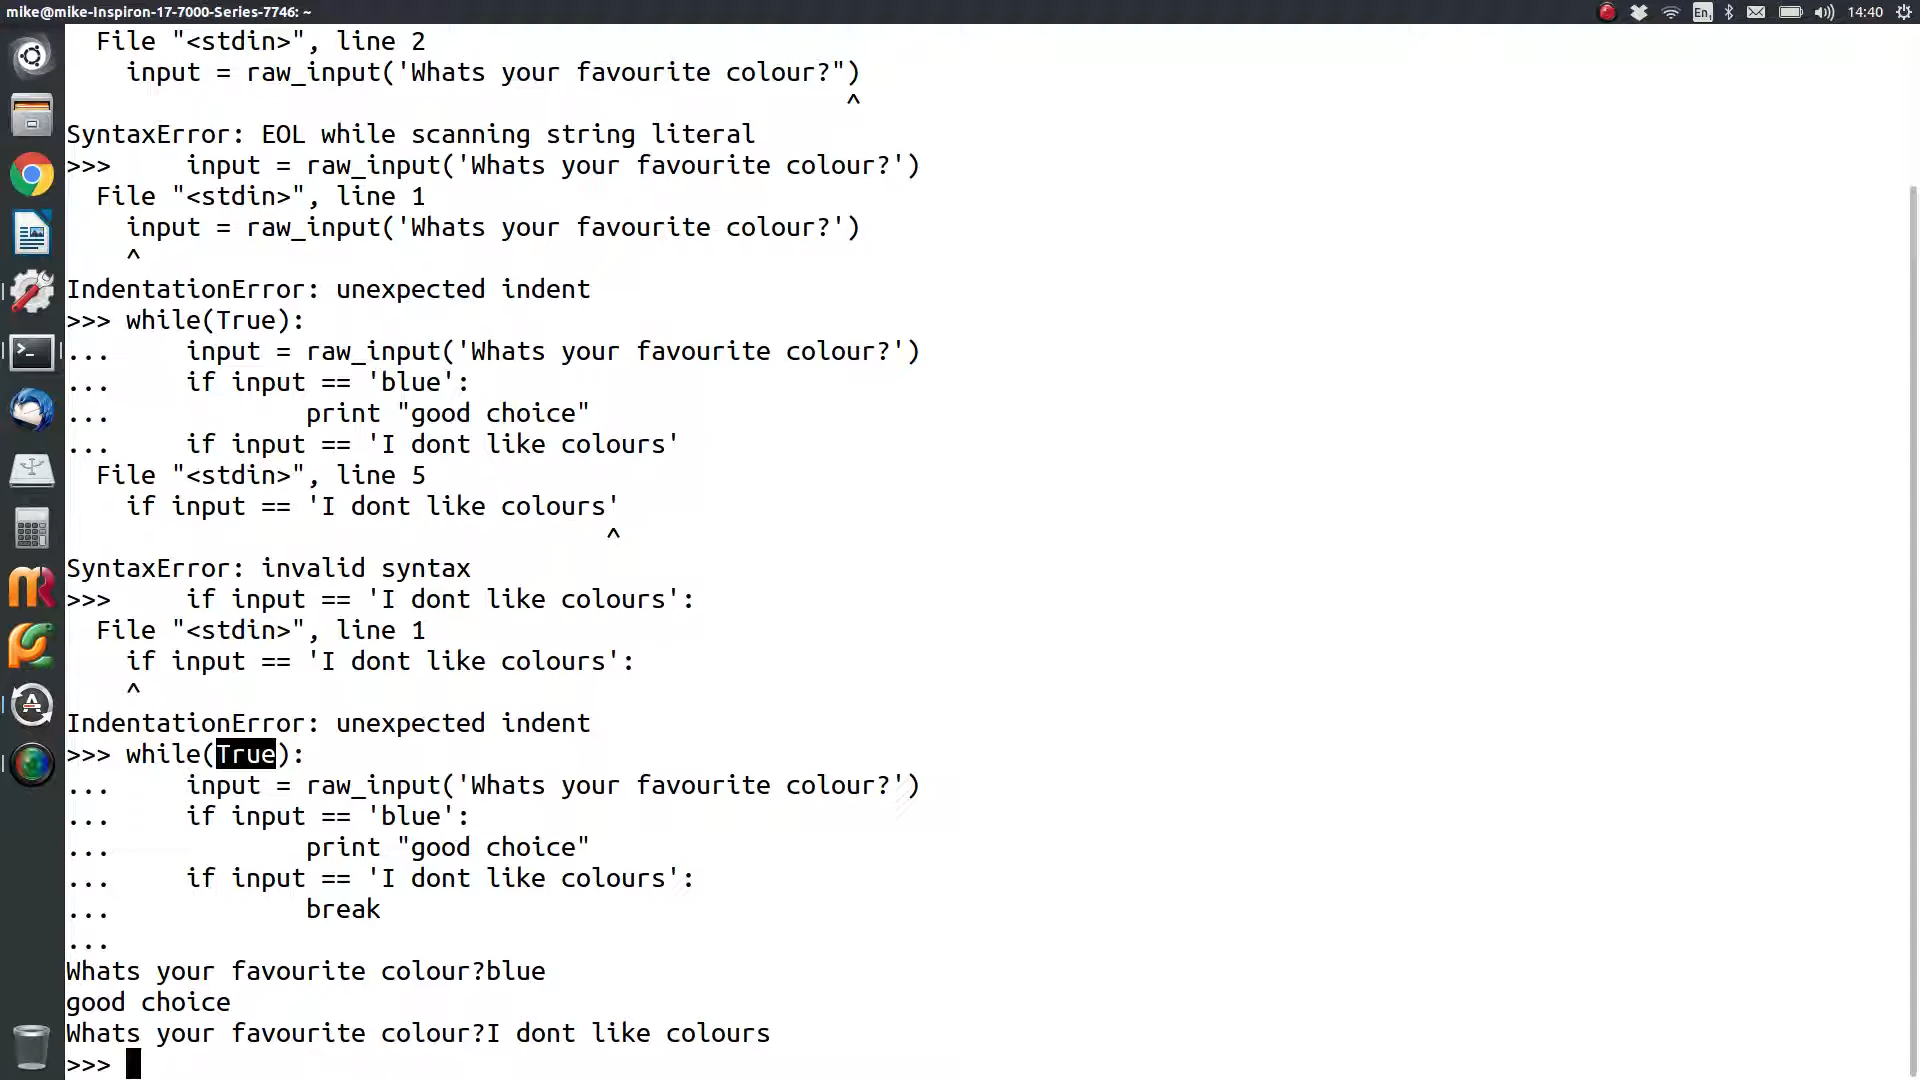 mike@mike-Inspiron-17-7000-Series-7746: ~
En1
14:40
File "<stdin>", line 2
input = raw_input('Whats your favourite colour?")
^
SyntaxError: EOL while scanning string literal
>>>     input = raw_input('Whats your favourite colour?')
File "<stdin>", line 1
input = raw_input('Whats your favourite colour?')
^
IndentationError: unexpected indent
>>> while(True):
...     input = raw_input('Whats your favourite colour?')
...     if input == 'blue':
...             print "good choice"
...     if input == 'I dont like colours'
File "<stdin>", line 5
if input == 'I dont like colours'
^
SyntaxError: invalid syntax
>>>     if input == 'I dont like colours':
File "<stdin>", line 1
if input == 'I dont like colours':
^
IndentationError: unexpected indent
>>> while(True):
...     input = raw_input('Whats your favourite colour?')
...     if input == 'blue':
...             print "good choice"
...     if input == 'I dont like colours':
...             break
...
Whats your favourite colour?blue
good choice
Whats your favourite colour?I dont like colours
>>>